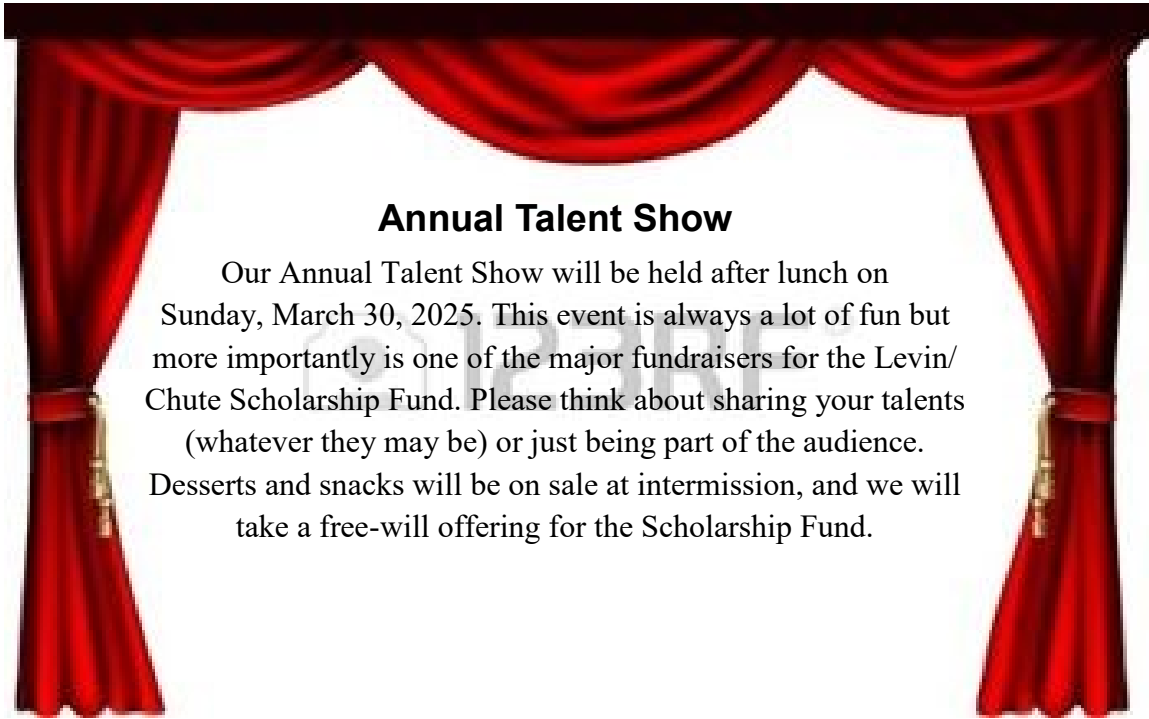 Annual Talent Show
Our Annual Talent Show will be held after lunch on
Sunday, March 30, 2025. This event is always a lot of fun but
more importantly is one of the major fundraisers for the Levin/
Chute Scholarship Fund. Please think about sharing your talents
(whatever they may be) or just being part of the audience.
Desserts and snacks will be on sale at intermission, and we will
take a free-will offering for the Scholarship Fund.
123RF